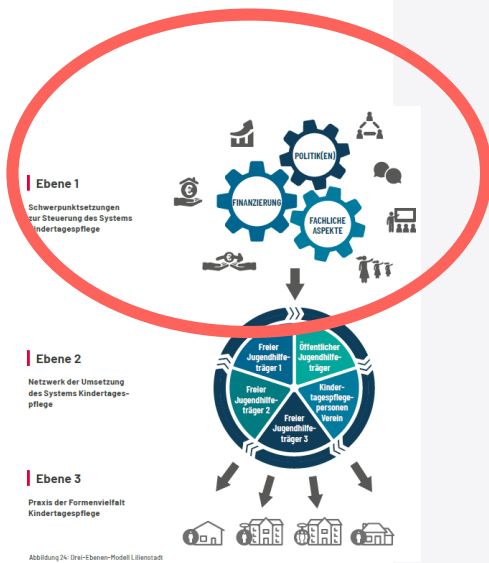 POLITIK(EN)
Ebene 1
FINANZIERUNG
Schwerpunktsetzungen
zur Steuerung des Systems
Kindertagespflege
FACHLICHE
ASPEKTE
Ebene 2
Netzwerk der Umsetzung
des Systems Kindertages-
pflege
Freier
Jugendhilfe-
träger 1
Öffentlicher
Jugendhilfe-
träger
Freier
Jugendhilfe-
träger 2
Kinder-
tagespflege-
personen
Verein
Freier
Jugendhilfe-
träger 3
Ebene 3
Praxis der Formenvielfalt
Kindertagespflege
Abbildung 24: Drei-Ebenen-Modell Lilienstadt